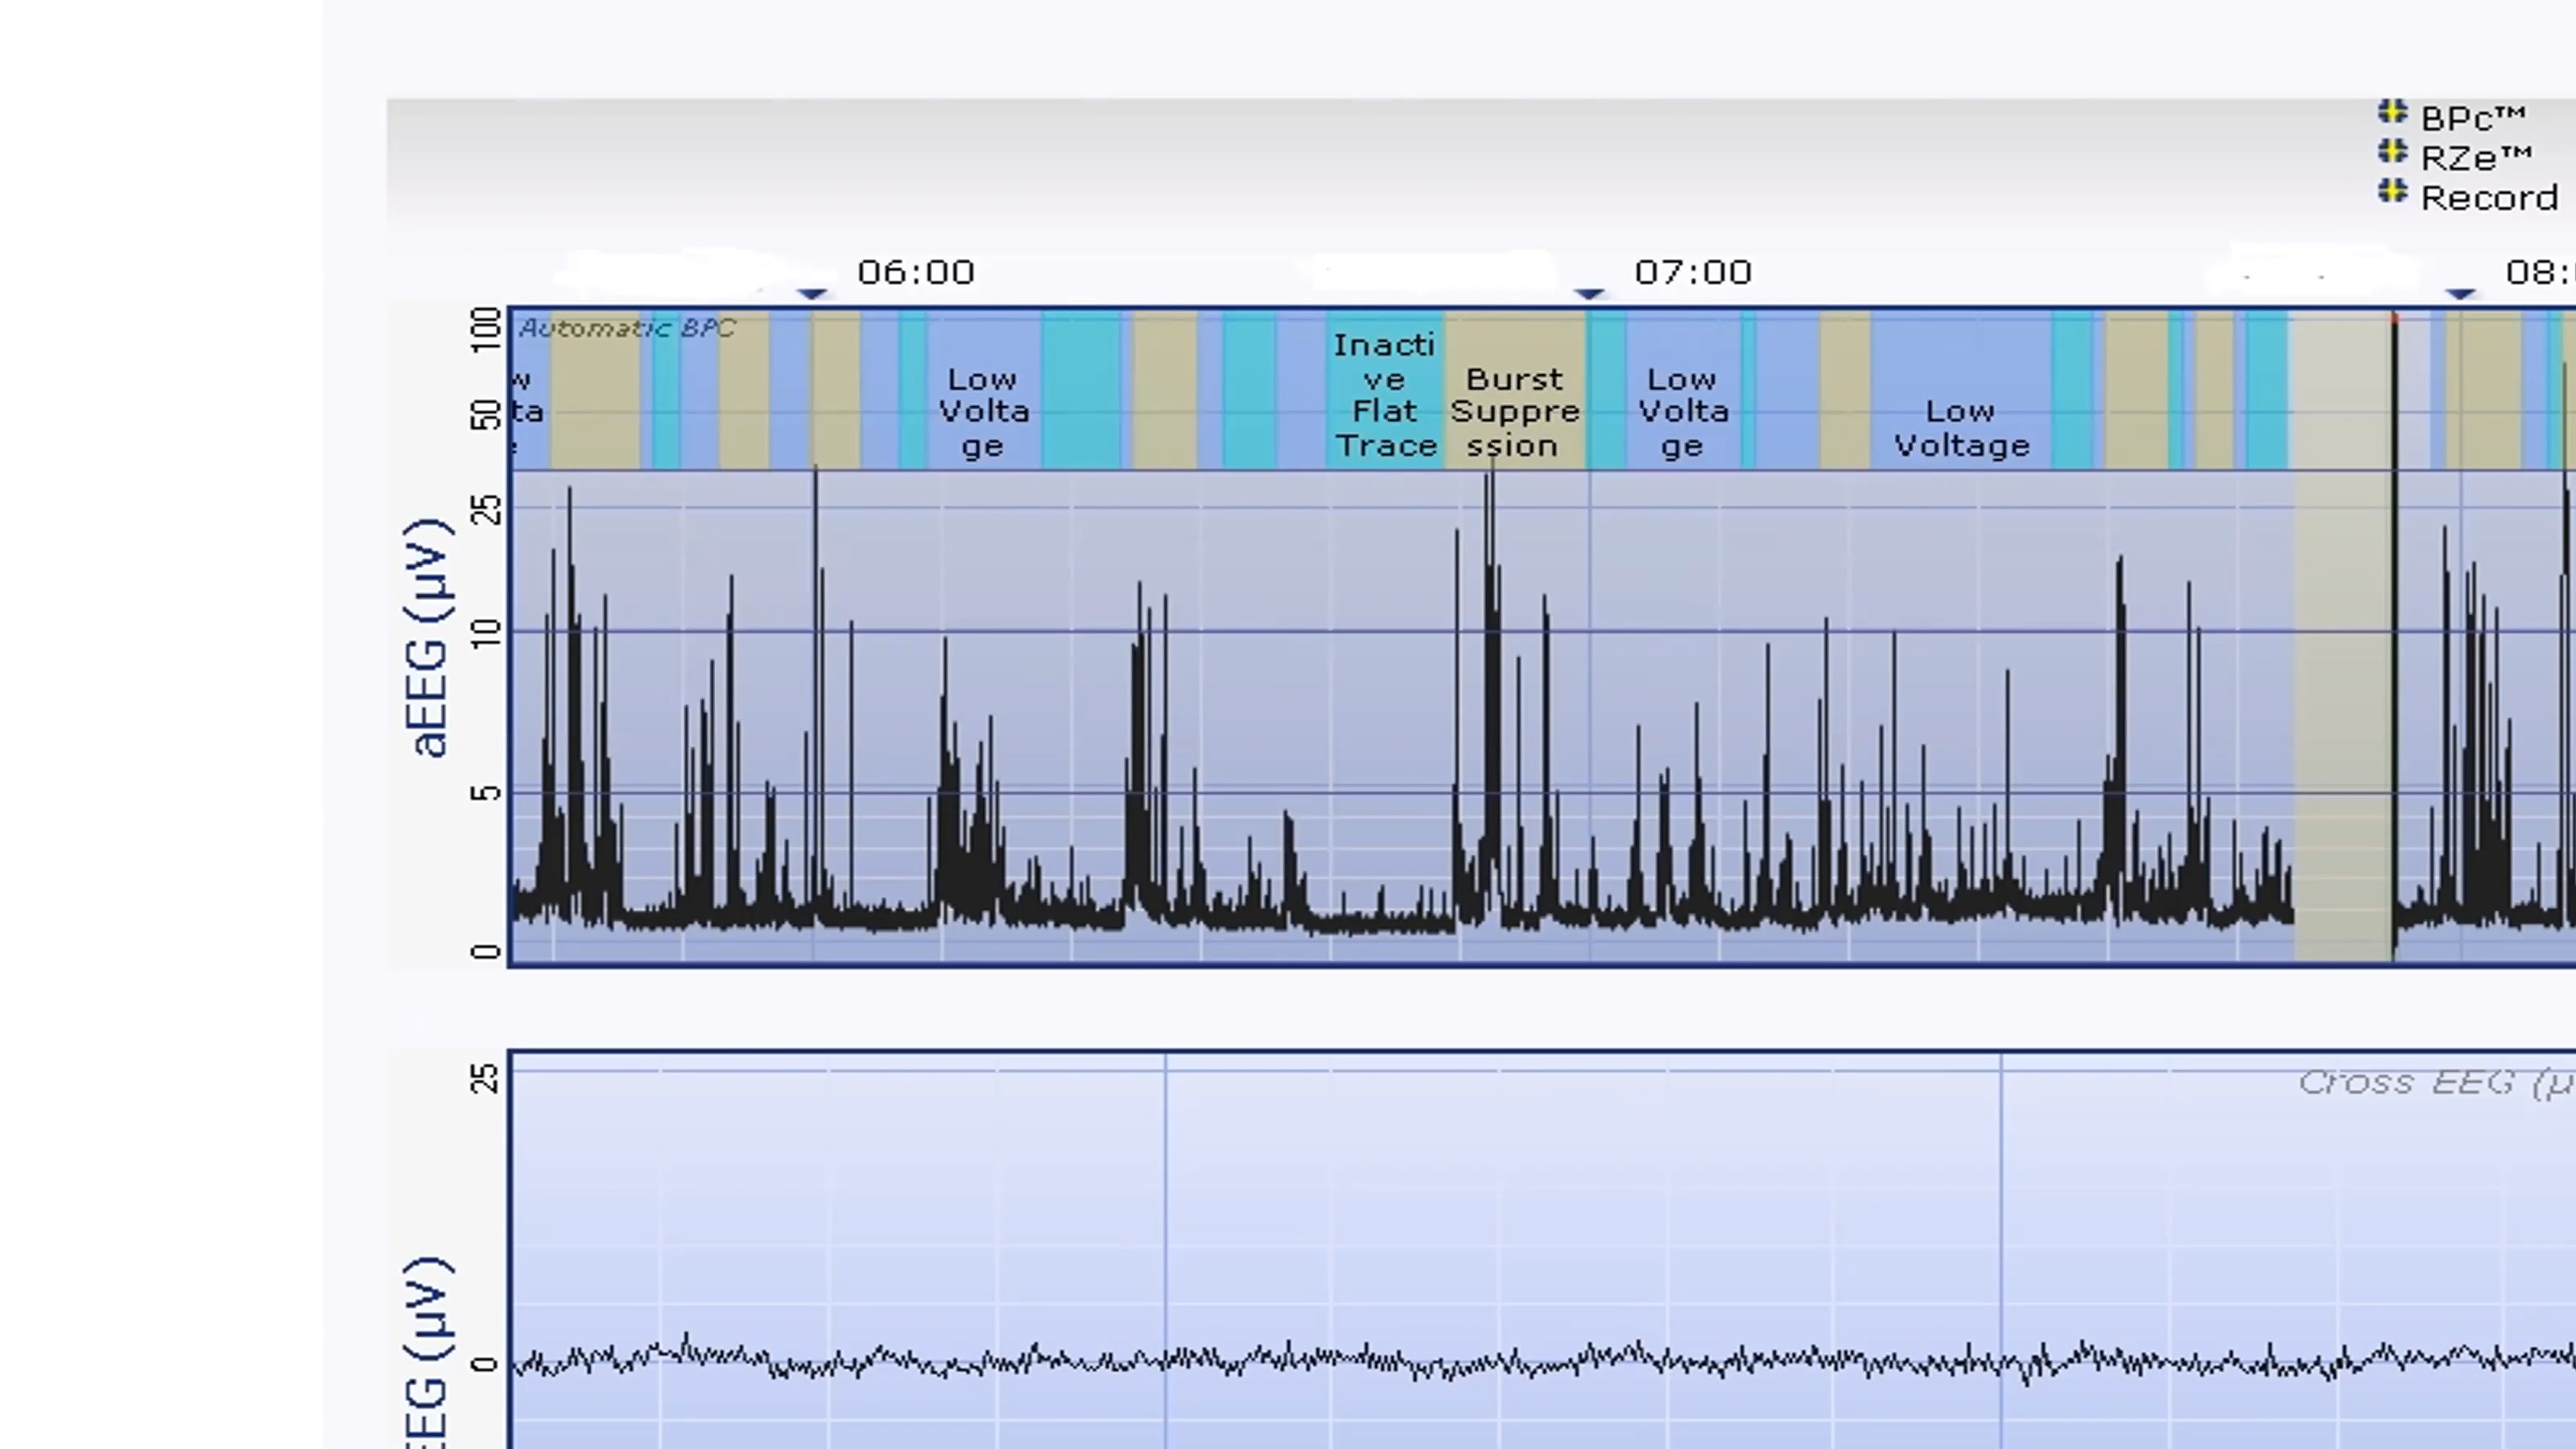 BPc™
RZe™
Record
06:00
07:00
08:
100
50
25
10
5
0
aEEG (µV)
Automatic BPC
w
ta
Low
Volta
ge
Inacti
ve
Flat
Trace
Burst
Suppre
ssion
Low
Volta
ge
Low
Voltage
25
0
EEG (µV)
Cross EEG (µ